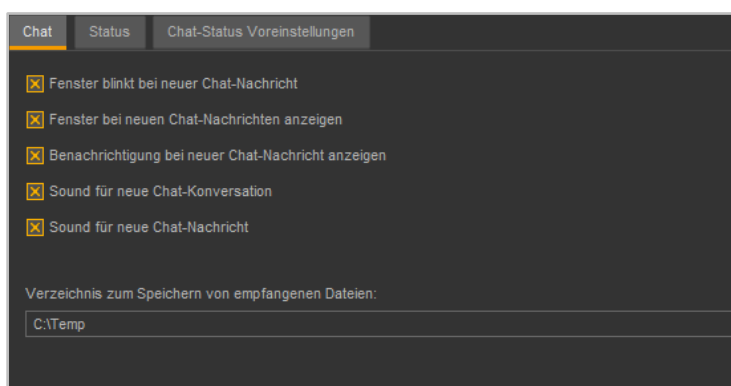 Chat Status Chat-Status Voreinstellungen
Fenster blinkt bei neuer Chat-Nachricht
Fenster bei neuen Chat-Nachrichten anzeigen
Benachrichtigung bei neuer Chat-Nachricht anzeigen
Sound für neue Chat-Konversation
Sound für neue Chat-Nachricht
Verzeichnis zum Speichern von empfangenen Dateien:
C:\Temp